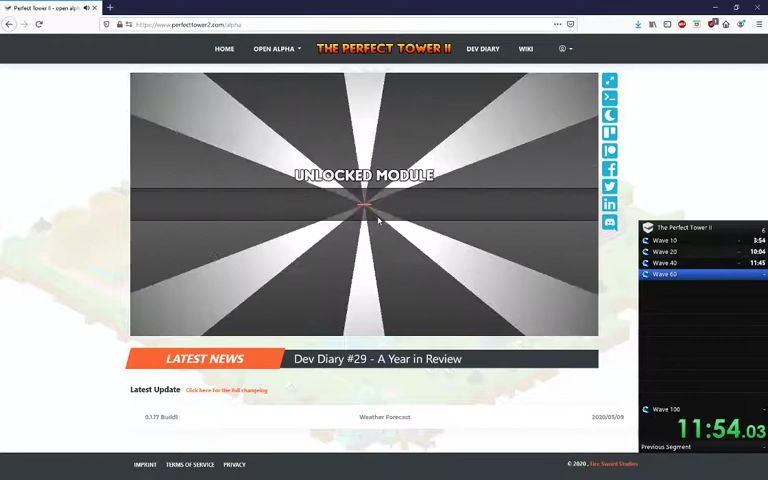 Perfect Tower II - open alph
https://www.perfecttower2.com/alpha
HOME
OPEN ALPHA
THE PERFECT TOWER II
DEV DIARY
WIKI
UNLOCKED MODULE
LATEST NEWS
Dev Diary #29 - A Year in Review
Latest Update
Click here for the full changelog
0.1.17 Build1
Weather Forecast
2020/03/09
IMPRINT
TERMS OF SERVICE
PRIVACY
© 2020, Fire Sword Studios
The Perfect Tower II
6
Wave 10 - 3:54
Wave 20 - 10:04
Wave 40 - 11:45
Wave 60 -
Wave 100 -
11:54.03
Previous Segment -